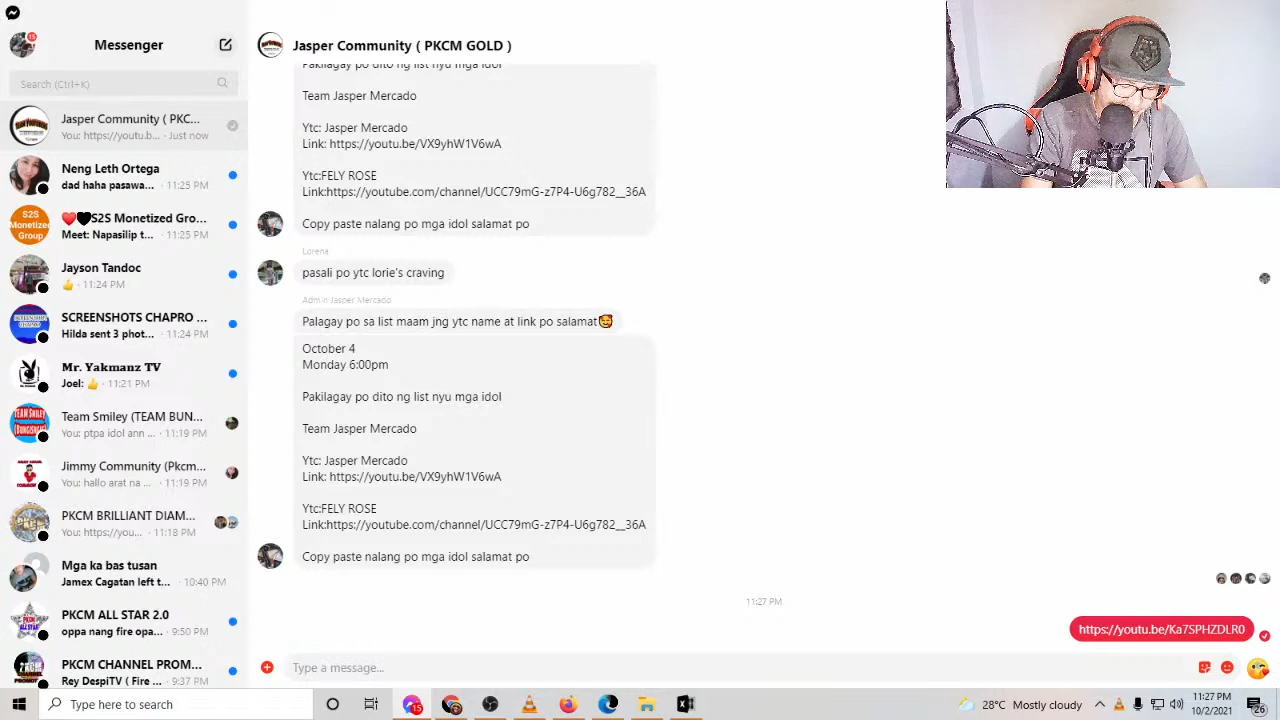 Messenger
15
Search (Ctrl+K)
Jasper Community ( PKC...
You: https://youtu.b... · Just now
Neng Leth Ortega
dad haha pasawa... · 11:25 PM
S2S
Monetized
Group
❤️🖤S2S Monetized Gro...
Meet: Napasilip t... · 11:25 PM
Jayson Tandoc
👍 · 11:24 PM
SCREENSHOTS CHAPRO ...
Hilda sent 3 phot... · 11:24 PM
Mr. Yakmanz TV
Joel: 👍 · 11:21 PM
Team Smiley (TEAM BUN...
You: ptpa idol ann ... · 11:19 PM
Jimmy Community (Pkcm...
You: hallo arat na ... · 11:19 PM
PKCM BRILLIANT DIAM...
You: https://you... · 11:18 PM
Mga ka bas tusan
Jamex Cagatan left t... · 10:40 PM
PKCM ALL STAR 2.0
oppa nang fire opa... · 9:50 PM
PKCM CHANNEL PROM...
Rey DespiTV ( Fire ... · 9:37 PM
Jasper Community ( PKCM GOLD )
Pakilagay po dito ng list nyu mga idol
Team Jasper Mercado
Ytc: Jasper Mercado
Link: https://youtu.be/VX9yhW1V6wA
Ytc:FELY ROSE
Link:https://youtube.com/channel/UCC79mG-z7P4-U6g782__36A
Copy paste nalang po mga idol salamat po
Lorena
pasali po ytc lorie's craving
Admin Jasper Mercado
Palagay po sa list maam jng ytc name at link po salamat🥰
October 4
Monday 6:00pm
Pakilagay po dito ng list nyu mga idol
Team Jasper Mercado
Ytc: Jasper Mercado
Link: https://youtu.be/VX9yhW1V6wA
Ytc:FELY ROSE
Link:https://youtube.com/channel/UCC79mG-z7P4-U6g782__36A
Copy paste nalang po mga idol salamat po
11:27 PM
https://youtu.be/Ka7SPHZDLR0
Type a message...
Type here to search
15
28°C Mostly cloudy
11:27 PM
10/2/2021
26